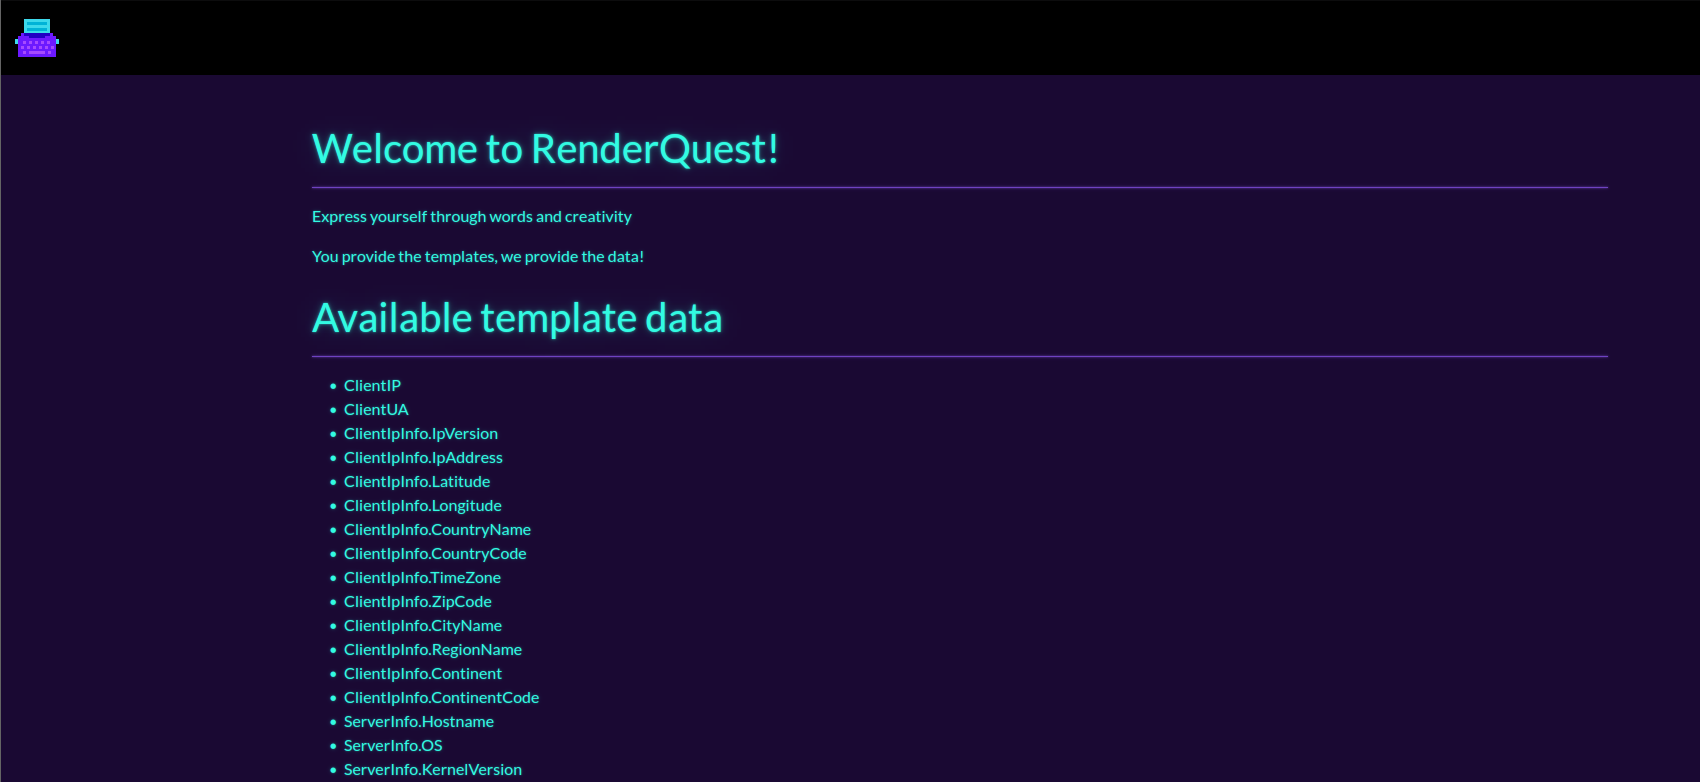 Welcome to RenderQuest!
Express yourself through words and creativity
You provide the templates, we provide the data!
Available template data
• ClientIP
• ClientUA
• ClientIpInfo.IpVersion
• ClientIpInfo.IpAddress
• ClientIpInfo.Latitude
• ClientIpInfo.Longitude
• ClientIpInfo.CountryName
• ClientIpInfo.CountryCode
• ClientIpInfo.TimeZone
• ClientIpInfo.ZipCode
• ClientIpInfo.CityName
• ClientIpInfo.RegionName
• ClientIpInfo.Continent
• ClientIpInfo.ContinentCode
• ServerInfo.Hostname
• ServerInfo.OS
• ServerInfo.KernelVersion